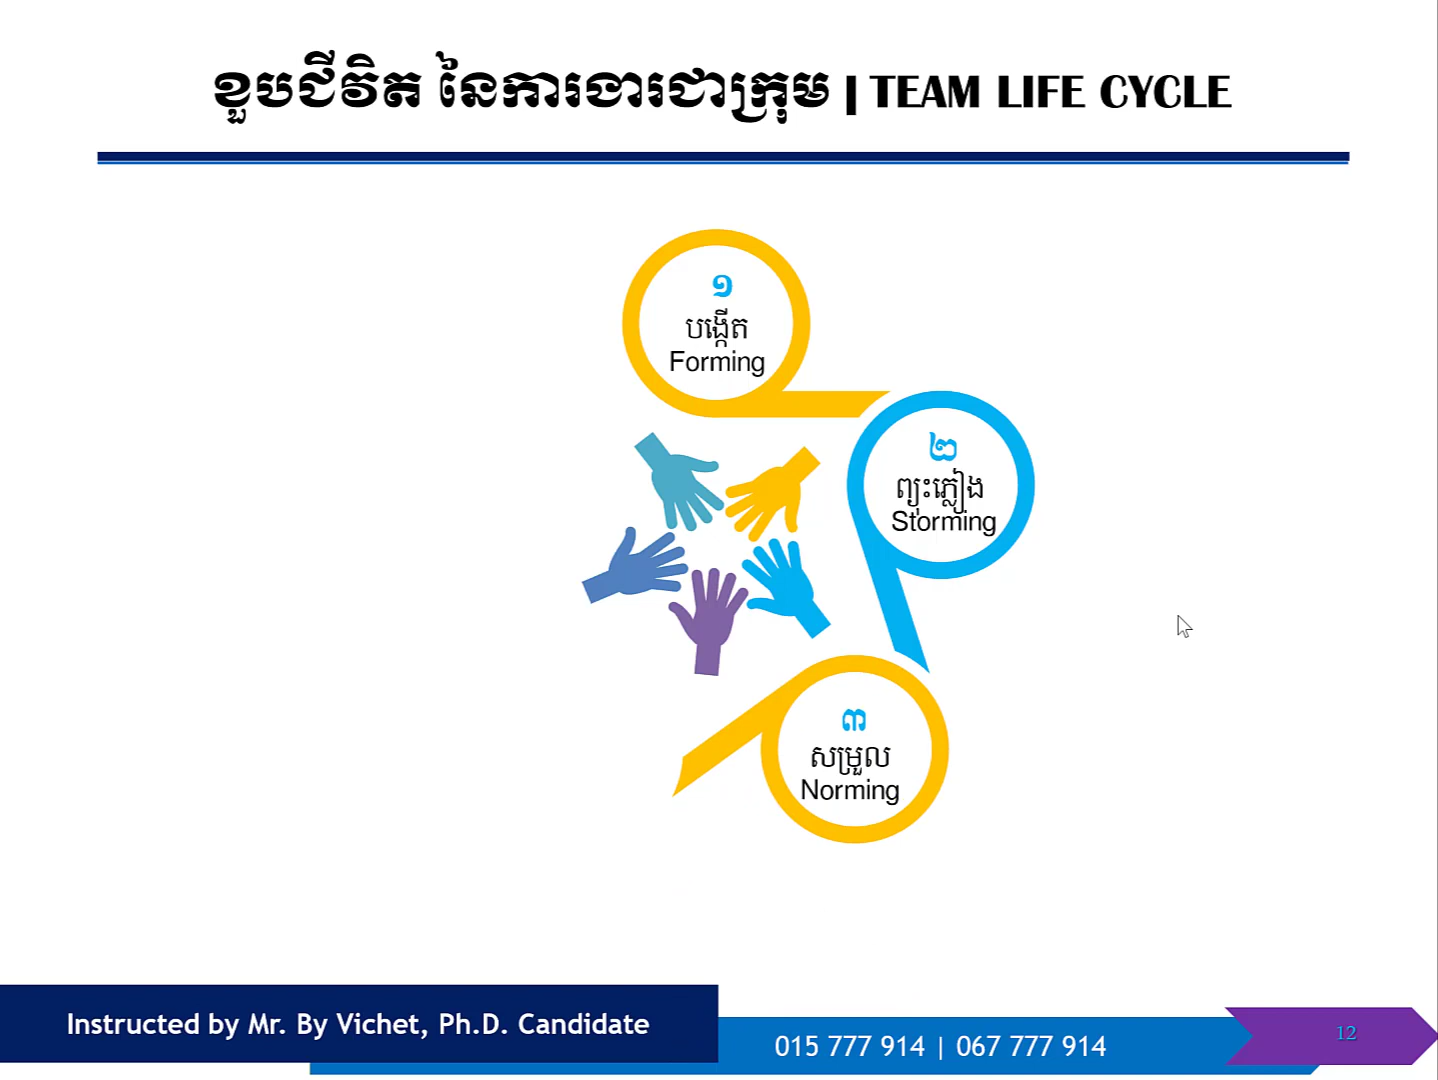 ខួបជីវិត នៃការងារជាក្រុម | TEAM LIFE CYCLE
១
បង្កើត
Forming
២
ព្យុះភ្លៀង
Storming
៣
សម្រួល
Norming
Instructed by Mr. By Vichet, Ph.D. Candidate
015 777 914 | 067 777 914
12